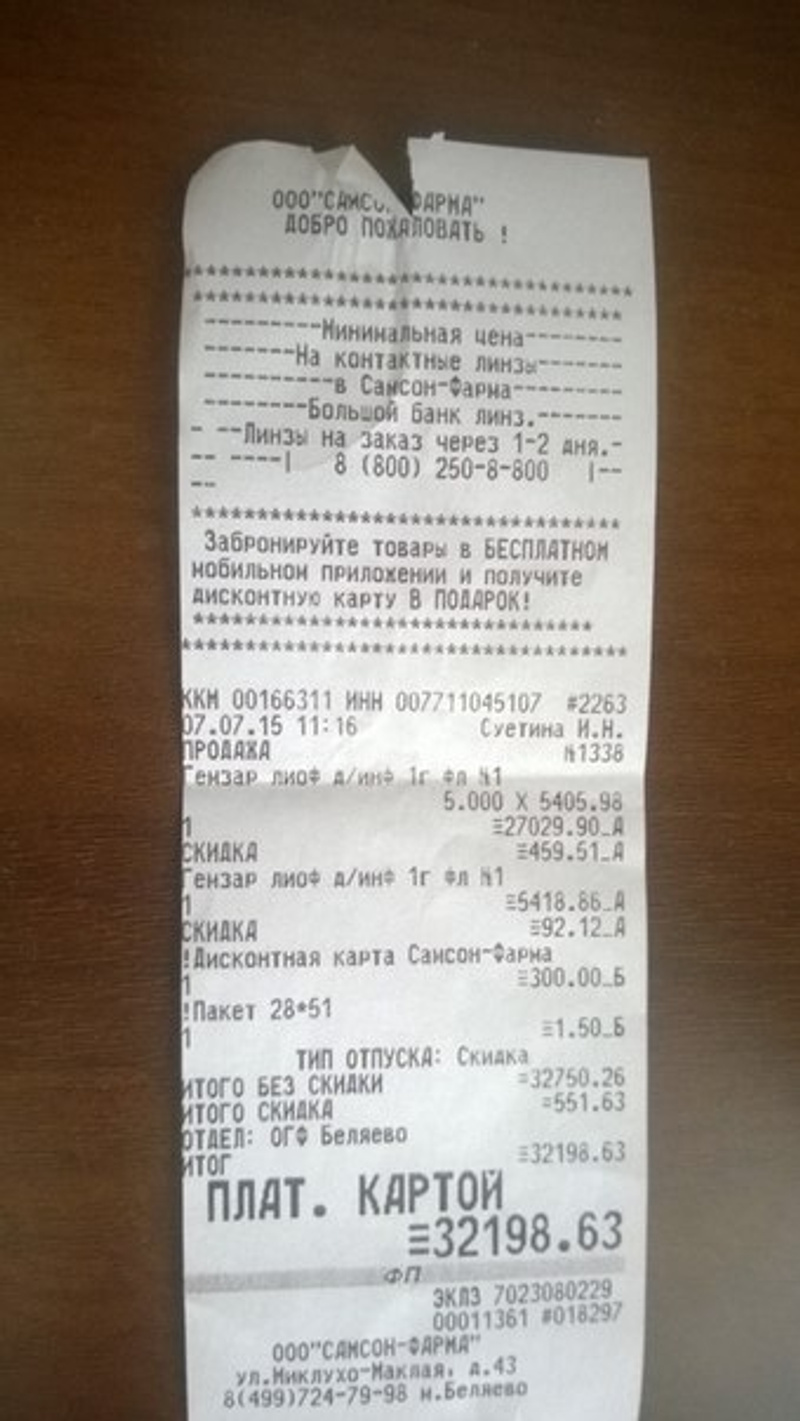 ООО"САМСО. ФАРМА"
ДОБРО ПОЖАЛОВАТЬ !
*********************************
********************************
---------Минимальная цена--------
-------На контактные линзы-------
----------в Самсон-Фарма---------
--------Большой банк линз.-------
- --Линзы на заказ через 1-2 дня.-
-- ----| 8 (800) 250-8-800 |--
--
********************************
Забронируйте товары в БЕСПЛАТНОМ
мобильном приложении и получите
дисконтную карту В ПОДАРОК!
******************************
*********************************
ККМ 00166311 ИНН 007711045107 #2263
07.07.15 11:16 Суетина И.Н.
ПРОДАЖА №1338
Гензар лиоф д/инф 1г фл №1
5.000 X 5405.98
1 ≡27029.90_А
СКИДКА ≡459.51_А
Гензар лиоф д/инф 1г фл №1
1 ≡5418.86_А
СКИДКА ≡92.12_А
!Дисконтная карта Самсон-Фарма
1 ≡300.00_Б
!Пакет 28*51
1 ≡1.50_Б
ТИП ОТПУСКА: Скидка
ИТОГО БЕЗ СКИДКИ =32750.26
ИТОГО СКИДКА =551.63
ОТДЕЛ: ОГФ Беляево
ИТОГ ≡32198.63
ПЛАТ. КАРТОЙ
≡32198.63
ФП
ЭКЛЗ 7023080229
00011361 #018297
ООО"САМСОН-ФАРМА"
ул.Миклухо-Маклая, д.43
8(499)724-79-98 м.Беляево